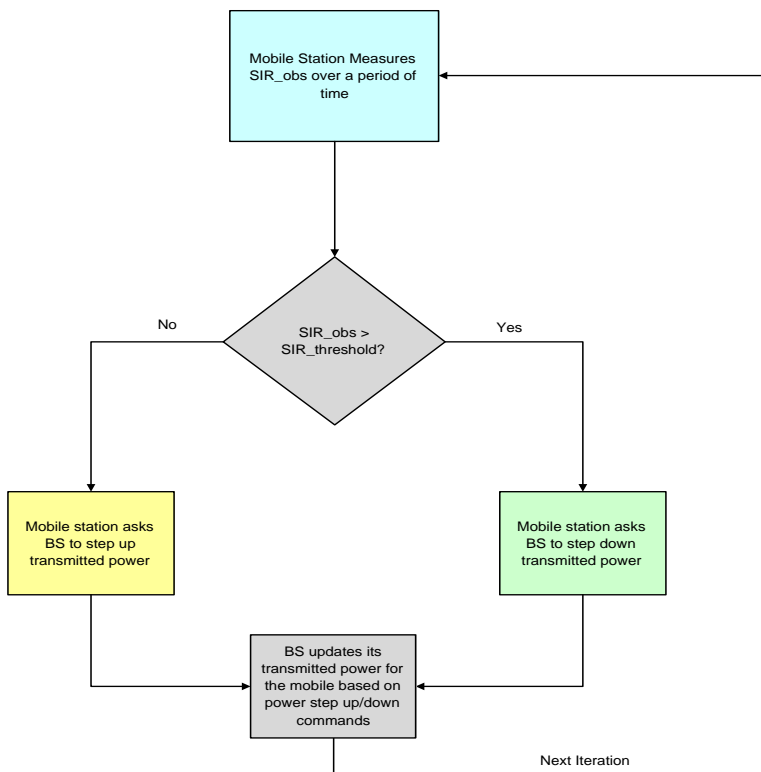 Mobile Station Measures
SIR_obs over a period of
time
SIR_obs >
SIR_threshold?
No
Yes
Mobile station asks
BS to step up
transmitted power
Mobile station asks
BS to step down
transmitted power
BS updates its
transmitted power for
the mobile based on
power step up/down
commands
Next Iteration